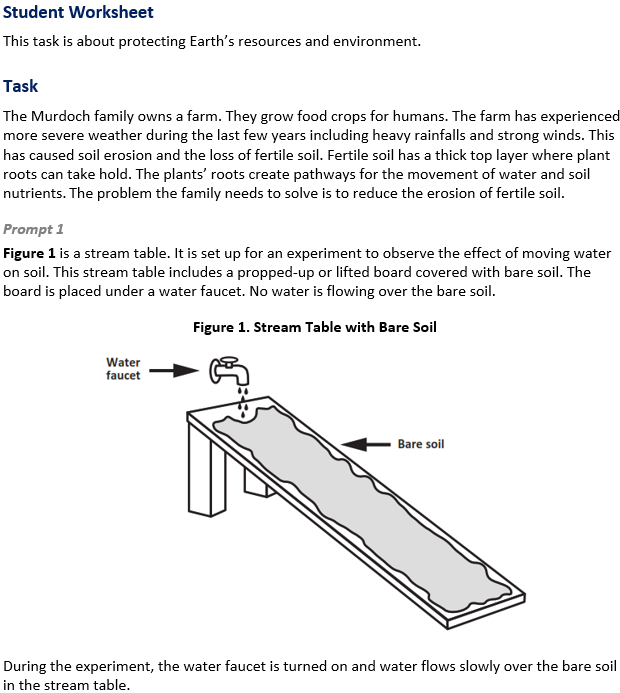 Student Worksheet
This task is about protecting Earth’s resources and environment.
Task
The Murdoch family owns a farm. They grow food crops for humans. The farm has experienced
more severe weather during the last few years including heavy rainfalls and strong winds. This
has caused soil erosion and the loss of fertile soil. Fertile soil has a thick top layer where plant
roots can take hold. The plants’ roots create pathways for the movement of water and soil
nutrients. The problem the family needs to solve is to reduce the erosion of fertile soil.
Prompt 1
Figure 1 is a stream table. It is set up for an experiment to observe the effect of moving water
on soil. This stream table includes a propped-up or lifted board covered with bare soil. The
board is placed under a water faucet. No water is flowing over the bare soil.
Figure 1. Stream Table with Bare Soil
Water
faucet
Bare soil
During the experiment, the water faucet is turned on and water flows slowly over the bare soil
in the stream table.